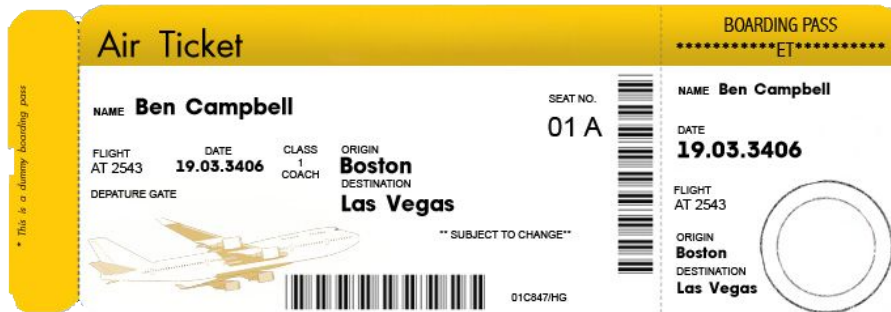 * This is a dummy boarding pass
Air Ticket
NAME Ben Campbell
SEAT NO.
01 A
FLIGHT
AT 2543
DATE
19.03.3406
CLASS
1
COACH
ORIGIN
Boston
DESTINATION
Las Vegas
DEPATURE GATE
** SUBJECT TO CHANGE**
01C847/HG
BOARDING PASS
***********ET**********
NAME Ben Campbell
DATE
19.03.3406
FLIGHT
AT 2543
ORIGIN
Boston
DESTINATION
Las Vegas